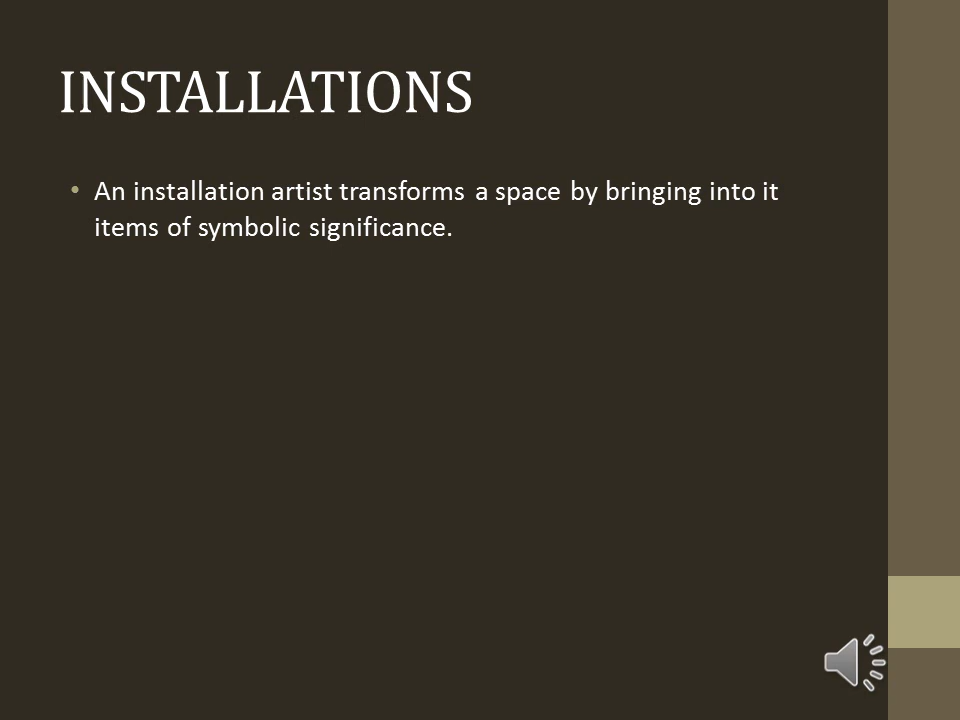 INSTALLATIONS
• An installation artist transforms a space by bringing into it
items of symbolic significance.